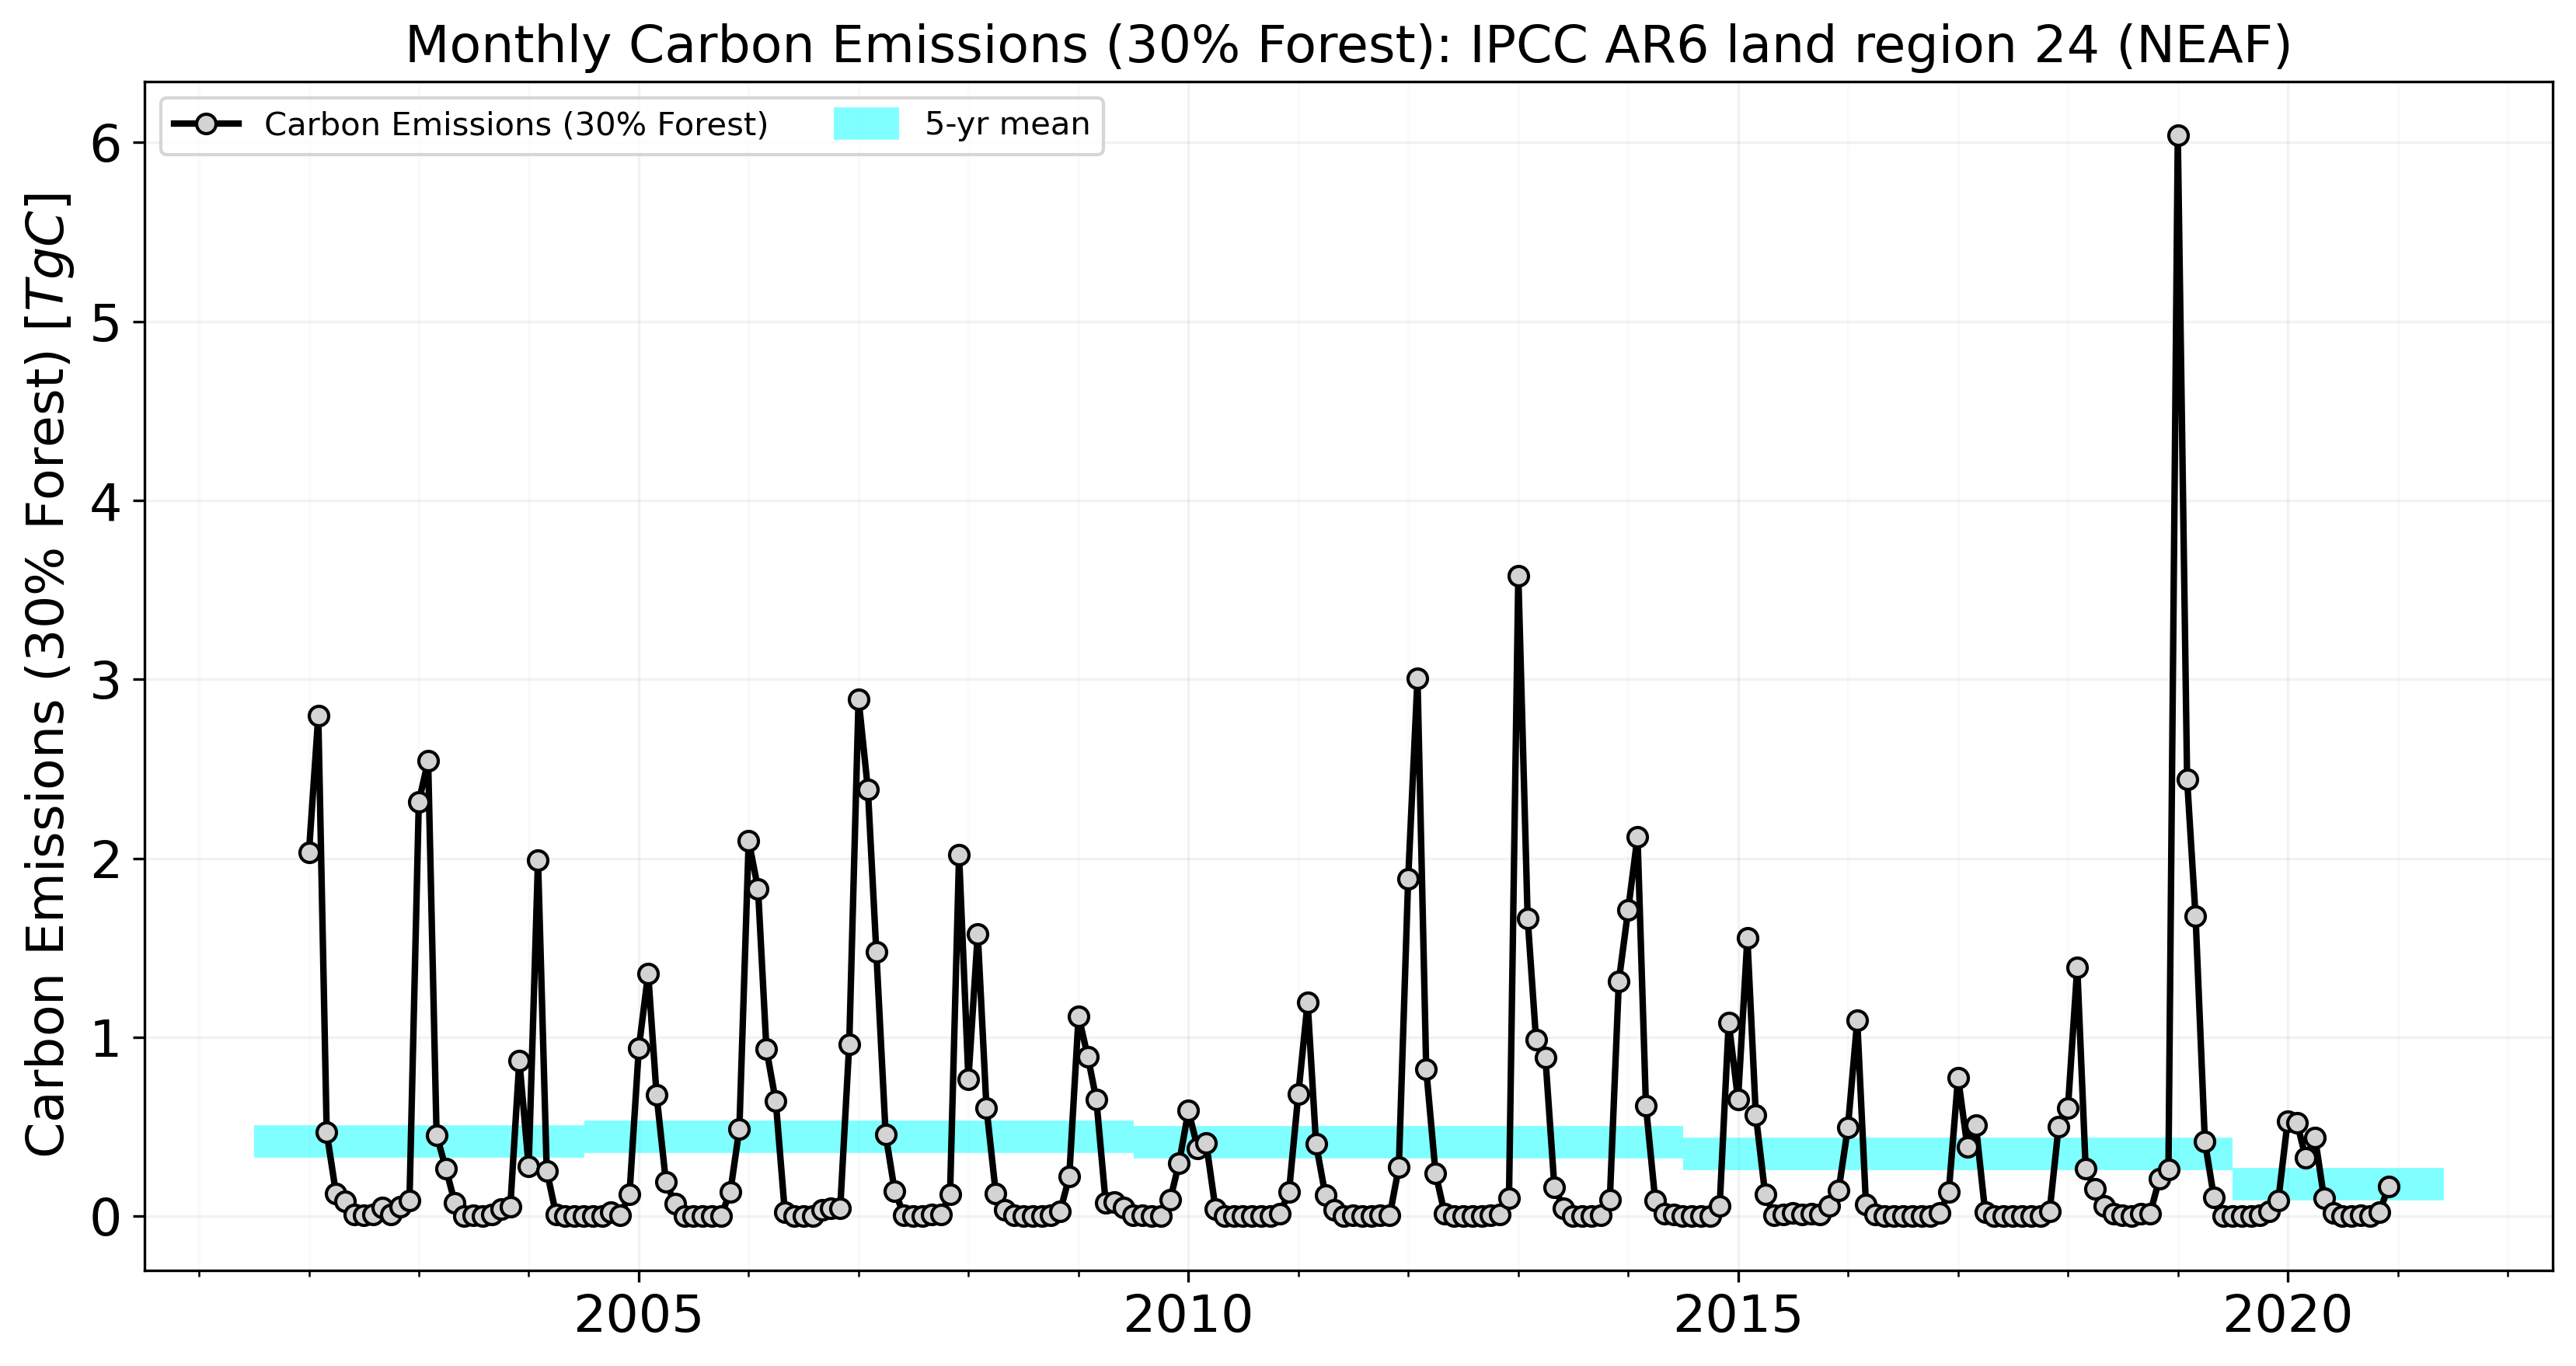 Monthly Carbon Emissions (30% Forest): IPCC AR6 land region 24 (NEAF)
Carbon Emissions (30% Forest)
5-yr mean
Carbon Emissions (30% Forest) [TgC]
6
5
4
3
2
1
0
2005
2010
2015
2020